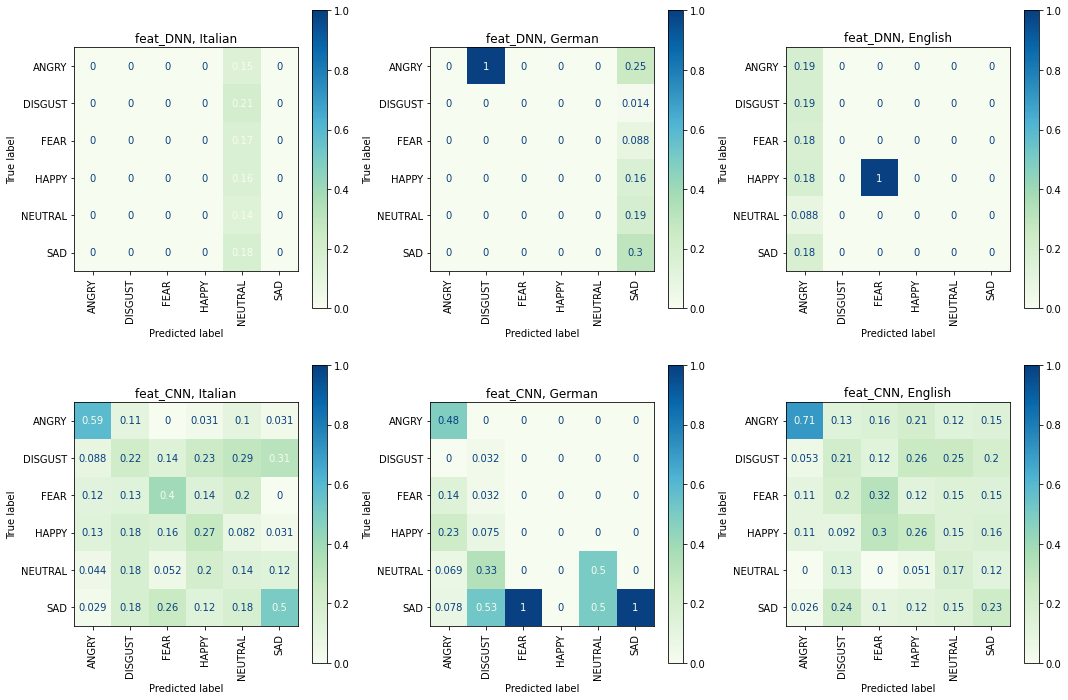 feat_DNN, Italian
True label
ANGRY 0 0 0 0 0.15 0
DISGUST 0 0 0 0 0.21 0
FEAR 0 0 0 0 0.17 0
HAPPY 0 0 0 0 0.16 0
NEUTRAL 0 0 0 0 0.14 0
SAD 0 0 0 0 0.18 0
ANGRY DISGUST FEAR HAPPY NEUTRAL SAD
Predicted label
1.0
0.8
0.6
0.4
0.2
0.0
feat_DNN, German
True label
ANGRY 0 1 0 0 0 0.25
DISGUST 0 0 0 0 0 0.014
FEAR 0 0 0 0 0 0.088
HAPPY 0 0 0 0 0 0.16
NEUTRAL 0 0 0 0 0 0.19
SAD 0 0 0 0 0 0.3
ANGRY DISGUST FEAR HAPPY NEUTRAL SAD
Predicted label
1.0
0.8
0.6
0.4
0.2
0.0
feat_DNN, English
True label
ANGRY 0.19 0 0 0 0 0
DISGUST 0.19 0 0 0 0 0
FEAR 0.18 0 0 0 0 0
HAPPY 0.18 0 1 0 0 0
NEUTRAL 0.088 0 0 0 0 0
SAD 0.18 0 0 0 0 0
ANGRY DISGUST FEAR HAPPY NEUTRAL SAD
Predicted label
1.0
0.8
0.6
0.4
0.2
0.0
feat_CNN, Italian
True label
ANGRY 0.59 0.11 0 0.031 0.1 0.031
DISGUST 0.088 0.22 0.14 0.23 0.29 0.31
FEAR 0.12 0.13 0.4 0.14 0.2 0
HAPPY 0.13 0.18 0.16 0.27 0.082 0.031
NEUTRAL 0.044 0.18 0.052 0.2 0.14 0.12
SAD 0.029 0.18 0.26 0.12 0.18 0.5
ANGRY DISGUST FEAR HAPPY NEUTRAL SAD
Predicted label
1.0
0.8
0.6
0.4
0.2
0.0
feat_CNN, German
True label
ANGRY 0.48 0 0 0 0 0
DISGUST 0 0.032 0 0 0 0
FEAR 0.14 0.032 0 0 0 0
HAPPY 0.23 0.075 0 0 0 0
NEUTRAL 0.069 0.33 0 0 0.5 0
SAD 0.078 0.53 1 0 0.5 1
ANGRY DISGUST FEAR HAPPY NEUTRAL SAD
Predicted label
1.0
0.8
0.6
0.4
0.2
0.0
feat_CNN, English
True label
ANGRY 0.71 0.13 0.16 0.21 0.12 0.15
DISGUST 0.053 0.21 0.12 0.26 0.25 0.2
FEAR 0.11 0.2 0.32 0.12 0.15 0.15
HAPPY 0.11 0.092 0.3 0.26 0.15 0.16
NEUTRAL 0 0.13 0 0.051 0.17 0.12
SAD 0.026 0.24 0.1 0.12 0.15 0.23
ANGRY DISGUST FEAR HAPPY NEUTRAL SAD
Predicted label
1.0
0.8
0.6
0.4
0.2
0.0